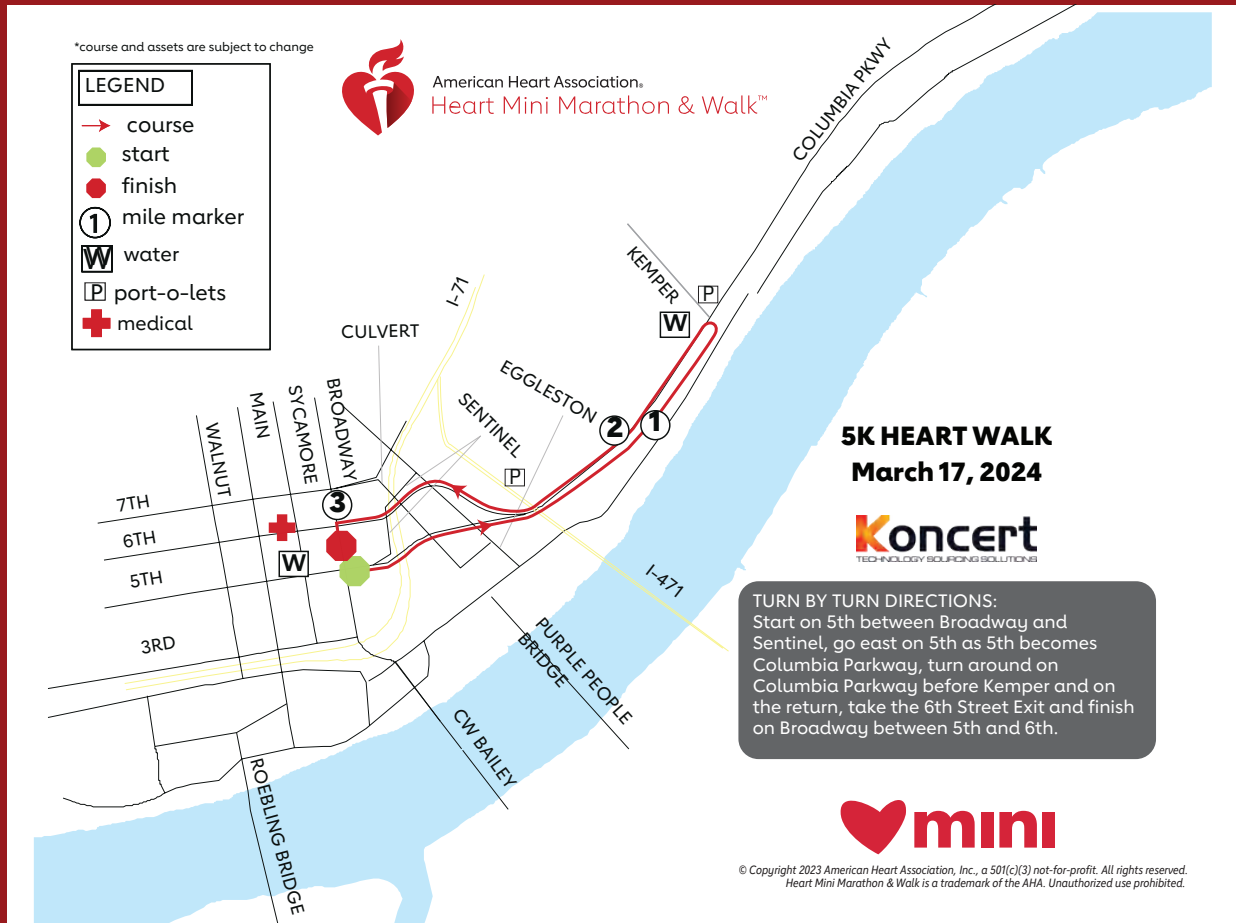 *course and assets are subject to change
LEGEND
course
start
finish
1 mile marker
W water
P port-o-lets
medical
American Heart Association®
Heart Mini Marathon & Walk™
COLUMBIA PKWY
KEMPER
P
W
I-71
CULVERT
EGGLESTON
SENTINEL
BROADWAY
SYCAMORE
MAIN
WALNUT
2
1
P
3
7TH
6TH
W
5TH
3RD
I-471
PURPLE PEOPLE
BRIDGE
CW BAILEY
ROEBLING BRIDGE
5K HEART WALK
March 17, 2024
Koncert
TECHNOLOGY SOURCING SOLUTIONS
TURN BY TURN DIRECTIONS:
Start on 5th between Broadway and
Sentinel, go east on 5th as 5th becomes
Columbia Parkway, turn around on
Columbia Parkway before Kemper and on
the return, take the 6th Street Exit and finish
on Broadway between 5th and 6th.
mini
© Copyright 2023 American Heart Association, Inc., a 501(c)(3) not-for-profit. All rights reserved.
Heart Mini Marathon & Walk is a trademark of the AHA. Unauthorized use prohibited.